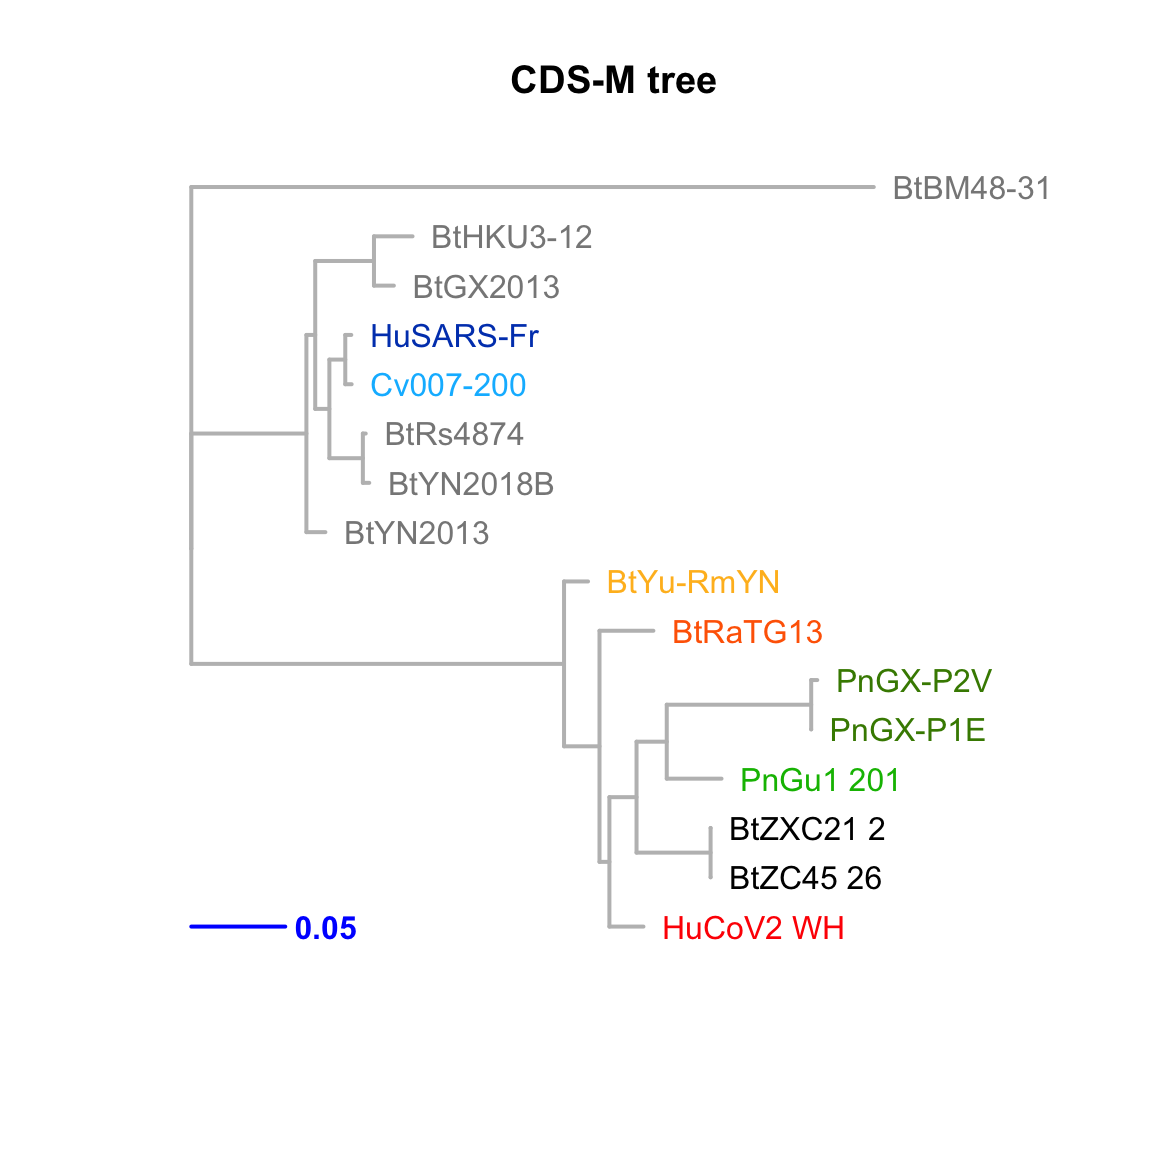 CDS-M tree
BtBM48-31
BtHKU3-12
BtGX2013
HuSARS-Fr
Cv007-200
BtRs4874
BtYN2018B
BtYN2013
BtYu-RmYN
BtRaTG13
PnGX-P2V
PnGX-P1E
PnGu1 201
BtZXC21 2
BtZC45 26
HuCoV2 WH
0.05